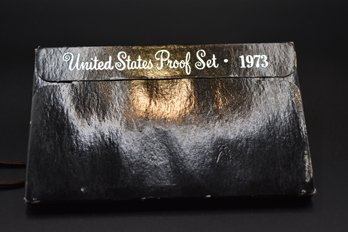 United States Proof Set • 1973